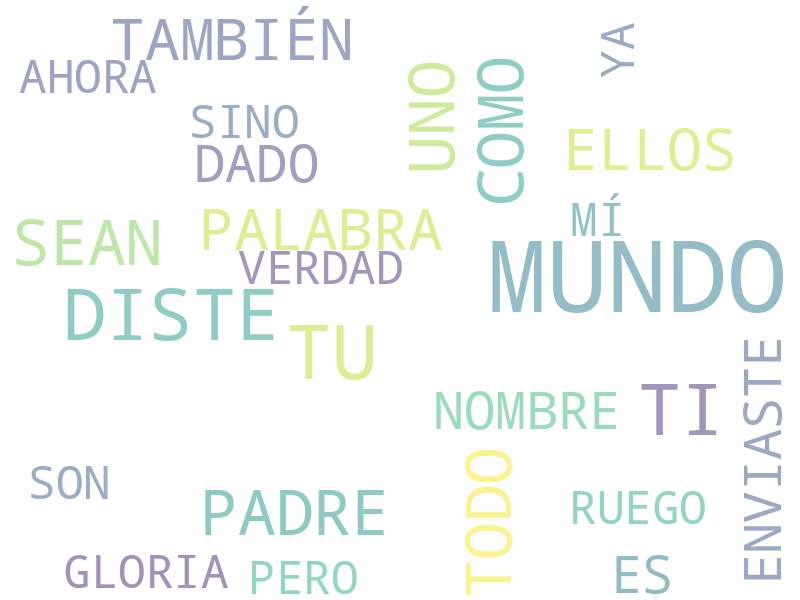 TAMBIÉN
YA
AHORA
UNO
COMO
SINO
ELLOS
DADO
MÍ
SEAN
PALABRA
MUNDO
VERDAD
DISTE
TU
ENVIASTE
NOMBRE
TI
SON
TODO
PADRE
RUEGO
GLORIA
PERO
ES